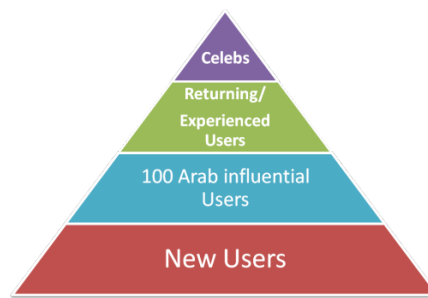 Celebs
Returning/
Experienced
Users
100 Arab influential
Users
New Users